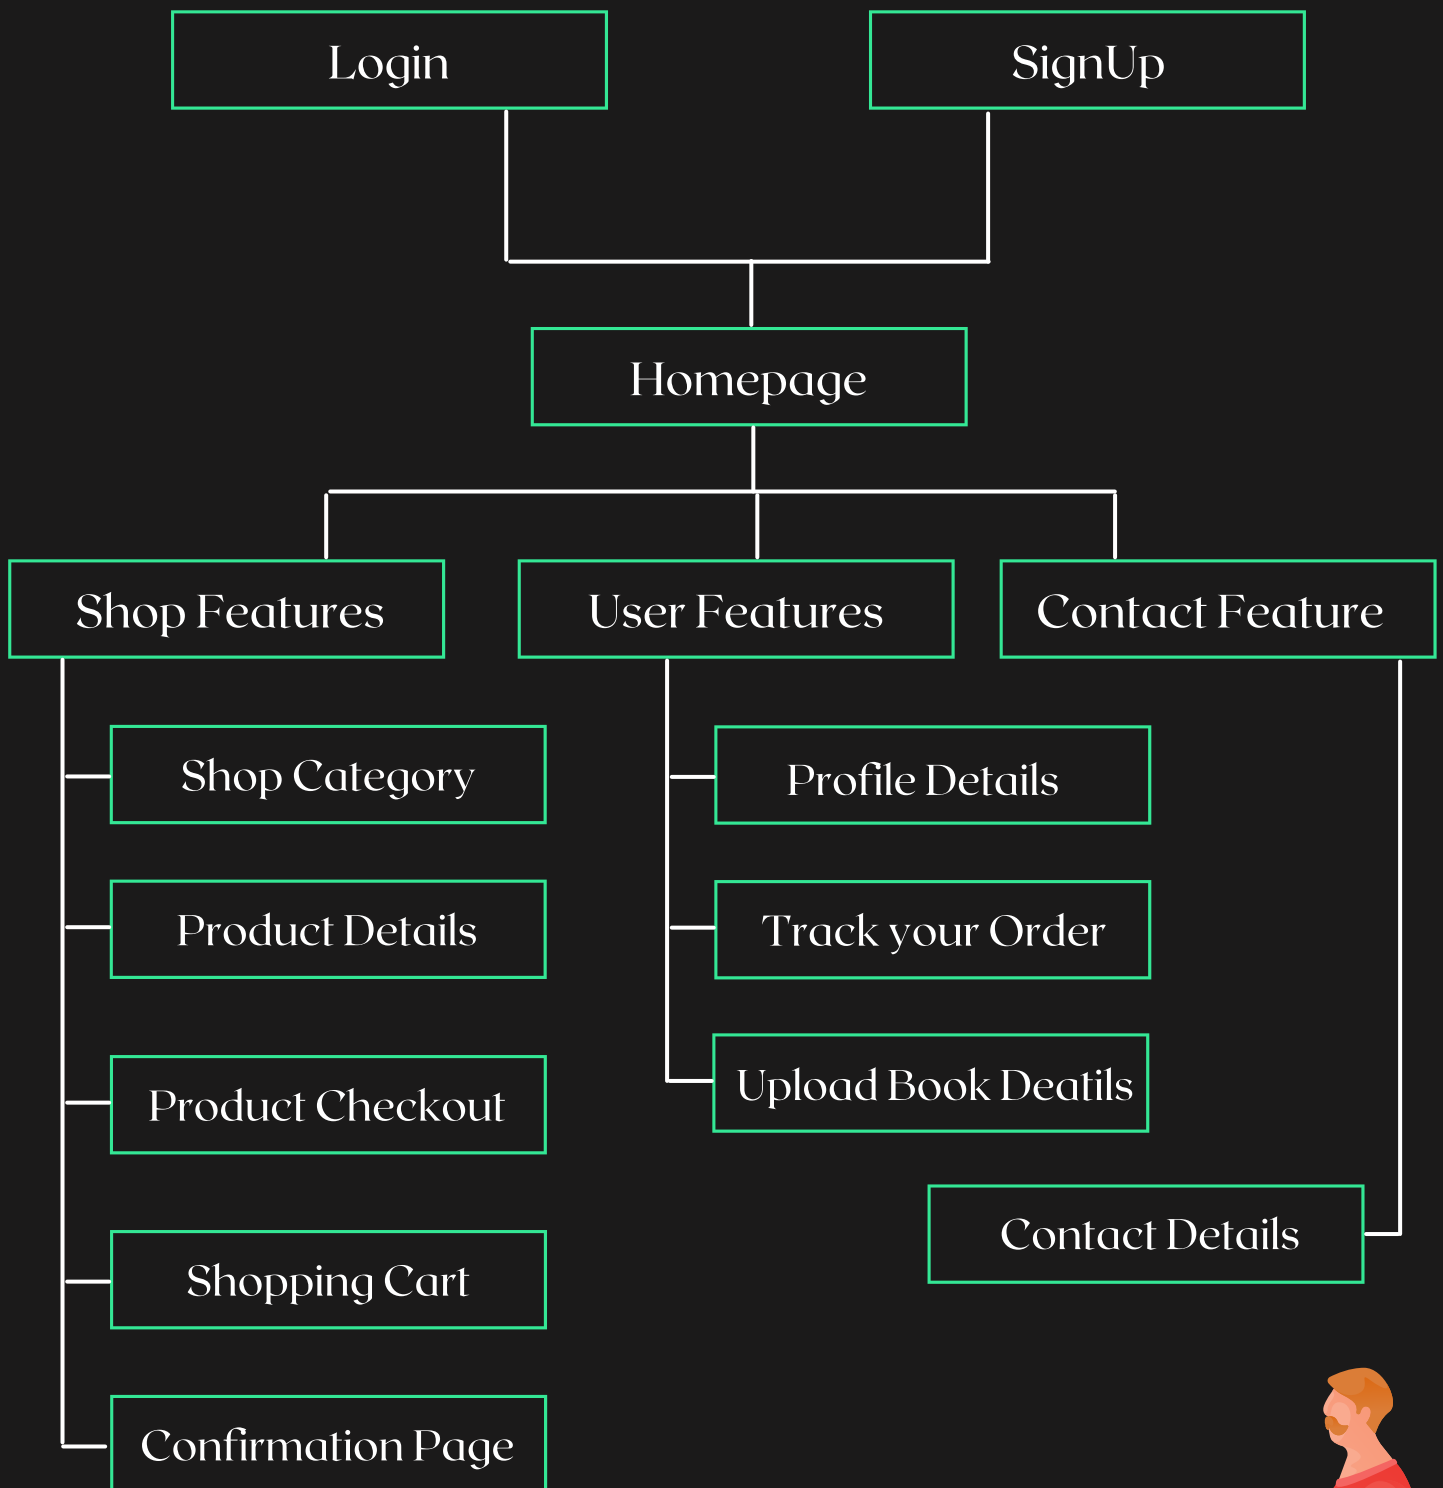 Login
SignUp
Homepage
Shop Features
User Features
Contact Feature
Shop Category
Product Details
Product Checkout
Shopping Cart
Confirmation Page
Profile Details
Track your Order
Upload Book Deatils
Contact Details